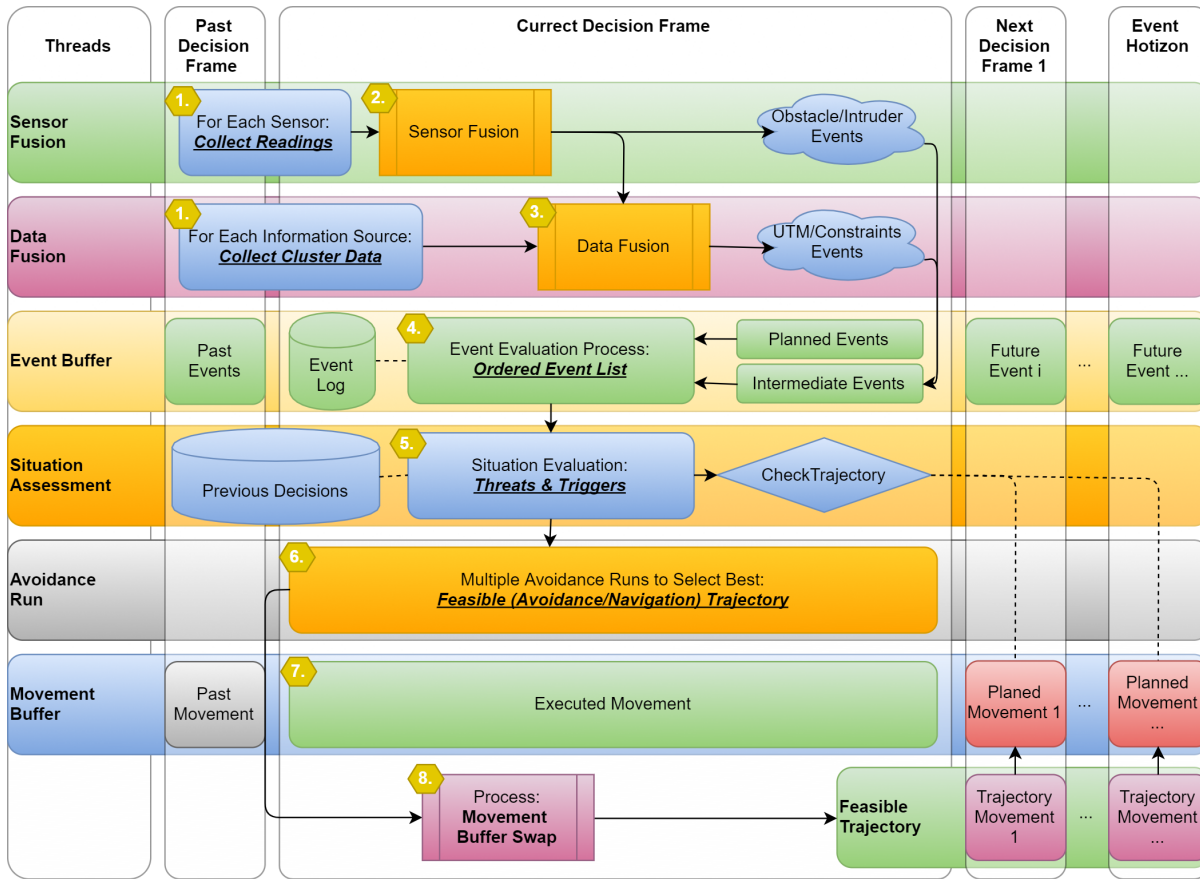 Threads
Past
Decision
Frame
Currect Decision Frame
Next
Decision
Frame 1
Event
Hotizon
Sensor
Fusion
1.
For Each Sensor:
Collect Readings
2.
Sensor Fusion
Obstacle/Intruder
Events
Data
Fusion
1.
For Each Information Source:
Collect Cluster Data
3.
Data Fusion
UTM/Constraints
Events
Event Buffer
Past
Events
Event
Log
4.
Event Evaluation Process:
Ordered Event List
Planned Events
Intermediate Events
Future
Event i
...
Future
Event ...
Situation
Assessment
Previous Decisions
5.
Situation Evaluation:
Threats & Triggers
CheckTrajectory
Avoidance
Run
6.
Multiple Avoidance Runs to Select Best:
Feasible (Avoidance/Navigation) Trajectory
Movement
Buffer
Past
Movement
7.
Executed Movement
Planed
Movement 1
...
Planned
Movement
...
8.
Process:
Movement
Buffer Swap
Feasible
Trajectory
Trajectory
Movement
1
...
Trajectory
Movement
...